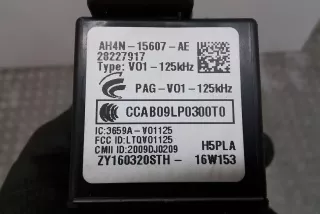 AH4N-15607-AE
28227917
Type: V01-125kHz
PAG-V01-125kHz
CCAB09LP0300T0
IC:3659A-V01125
FCC ID:LTQV01125
CMII ID:2009DJ0209
H5PLA
ZY160320STH - 16W153